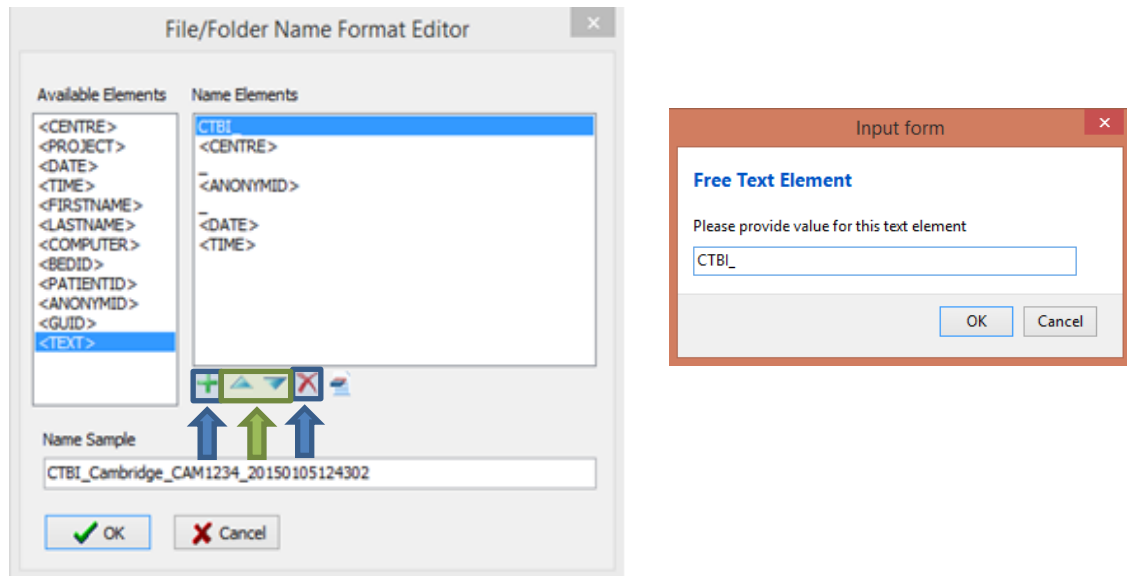 File/Folder Name Format Editor
Available Elements
<CENTRE>
<PROJECT>
<DATE>
<TIME>
<FIRSTNAME>
<LASTNAME>
<COMPUTER>
<BEDID>
<PATIENTID>
<ANONYMID>
<GUID>
<TEXT>
Name Elements
CTBI_
<CENTRE>
_
<ANONYMID>
_
<DATE>
<TIME>
Name Sample
CTBI_Cambridge_CAM1234_20150105124302
OK
Cancel
Input form
Free Text Element
Please provide value for this text element
CTBI_
OK
Cancel